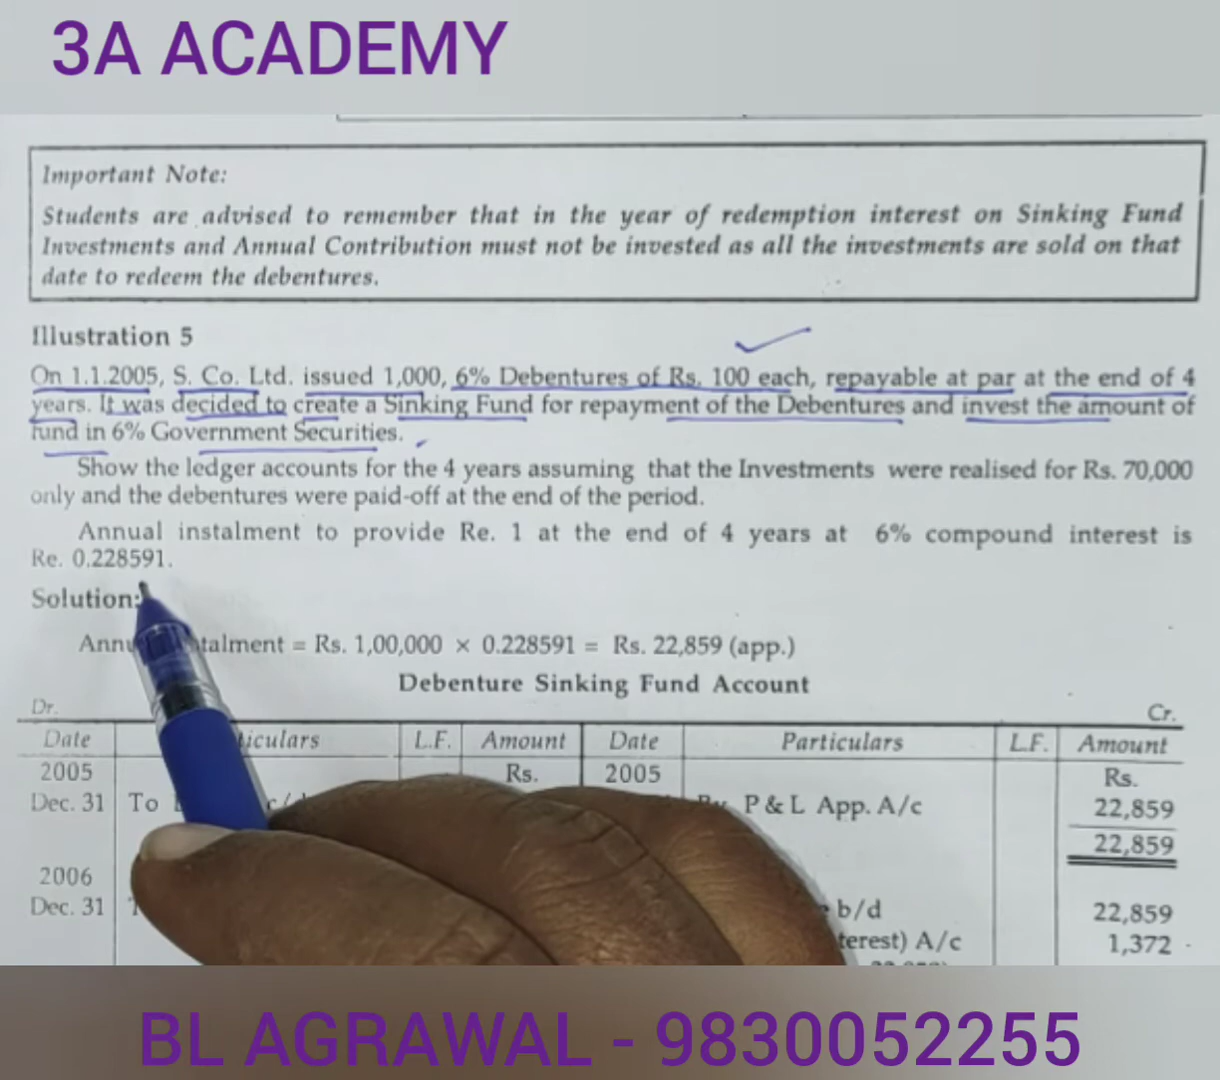 3A ACADEMY
Important Note:
Students are advised to remember that in the year of redemption interest on Sinking Fund
Investments and Annual Contribution must not be invested as all the investments are sold on that
date to redeem the debentures.
Illustration 5
On 1.1.2005, S. Co. Ltd. issued 1,000, 6% Debentures of Rs. 100 each, repayable at par at the end of 4
years. It was decided to create a Sinking Fund for repayment of the Debentures and invest the amount of
fund in 6% Government Securities.
Show the ledger accounts for the 4 years assuming that the Investments were realised for Rs. 70,000
only and the debentures were paid-off at the end of the period.
Annual instalment to provide Re. 1 at the end of 4 years at 6% compound interest is
Re. 0.228591.
Solution:
= Rs. 1,00,000 × 0.228591 = Rs. 22,859 (app.)
Debenture Sinking Fund Account
Dr. Cr.
Date L.F. Amount Date Particulars L.F. Amount
2005 Rs. 2005 Rs.
Dec. 31 To P & L App. A/c 22,859
22,859
2006
Dec. 31 b/d 22,859
A/c 1,372
BL AGRAWAL - 9830052255